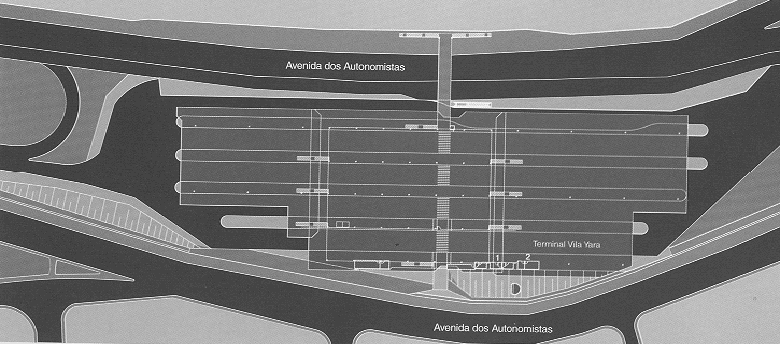 Avenida dos Autonomistas
Terminal Vila Yara
1 2
Avenida dos Autonomistas